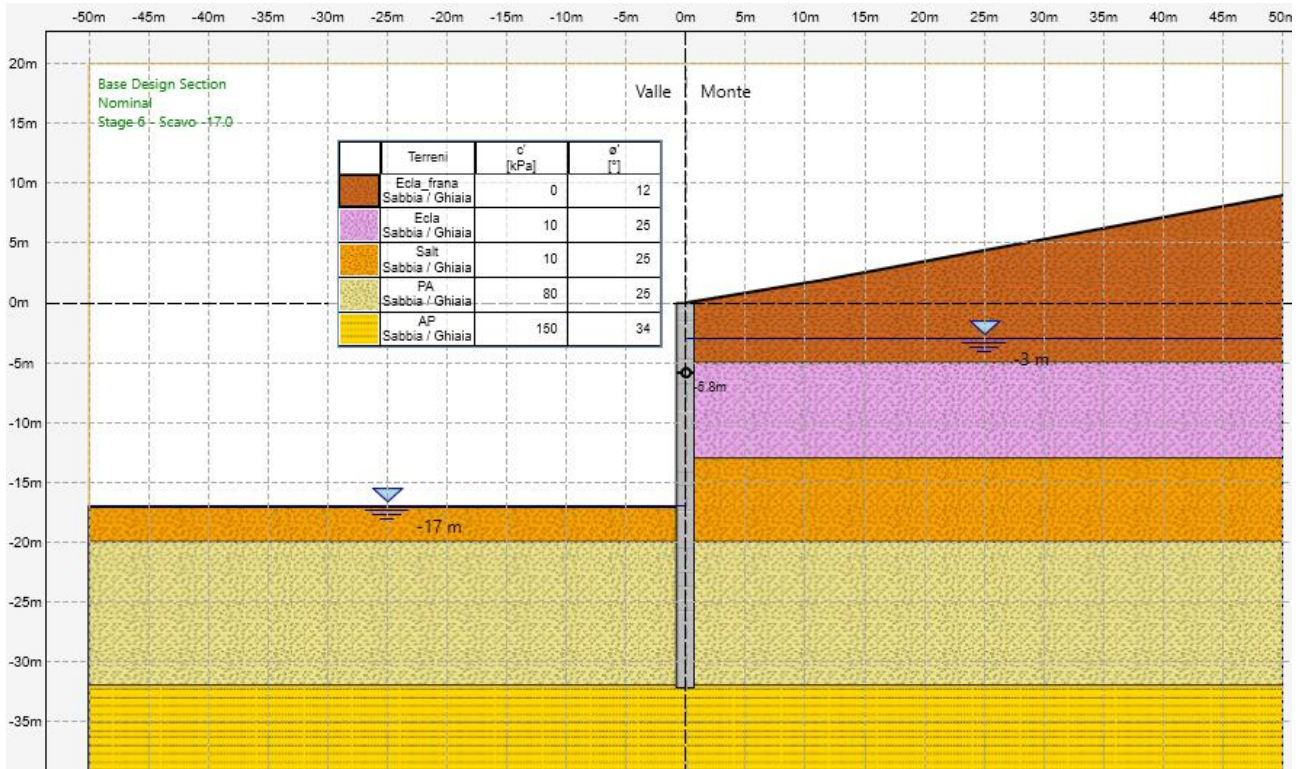 -50m -45m -40m -35m -30m -25m -20m -15m -10m -5m 0m 5m 10m 15m 20m 25m 30m 35m 40m 45m 50m
20m
Base Design Section
Nominal
Stage 6 - Scavo -17.0
Valle Monte
15m
Terreni c' [kPa] ø' [°]
Ecla_frana
Sabbia / Ghiaia 0 12
Ecla
Sabbia / Ghiaia 10 25
Salt
Sabbia / Ghiaia 10 25
PA
Sabbia / Ghiaia 80 25
AP
Sabbia / Ghiaia 150 34
10m
5m
0m
-3 m
-5m
-5.8m
-10m
-15m
-17 m
-20m
-25m
-30m
-35m